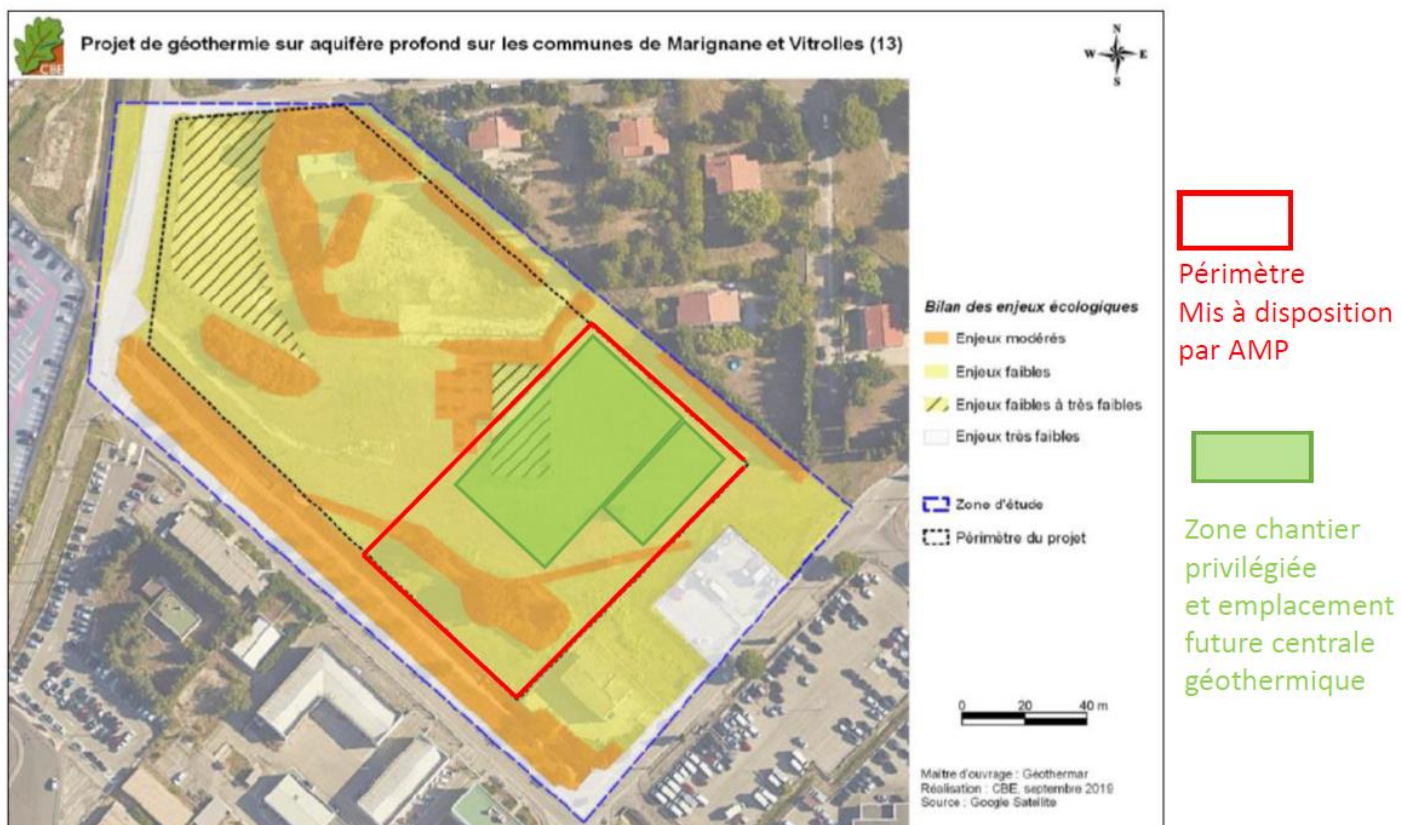 CBE
Projet de géothermie sur aquifère profond sur les communes de Marignane et Vitrolles (13)
N
W E
S
Bilan des enjeux écologiques
Enjeux modérés
Enjeux faibles
Enjeux faibles à très faibles
Enjeux très faibles
Zone d'étude
Périmètre du projet
0 20 40 m
Maître d'ouvrage : Géothermar
Réalisation : CBE, septembre 2019
Source : Google Satellite
Périmètre
Mis à disposition
par AMP
Zone chantier
privilégiée
et emplacement
future centrale
géothermique